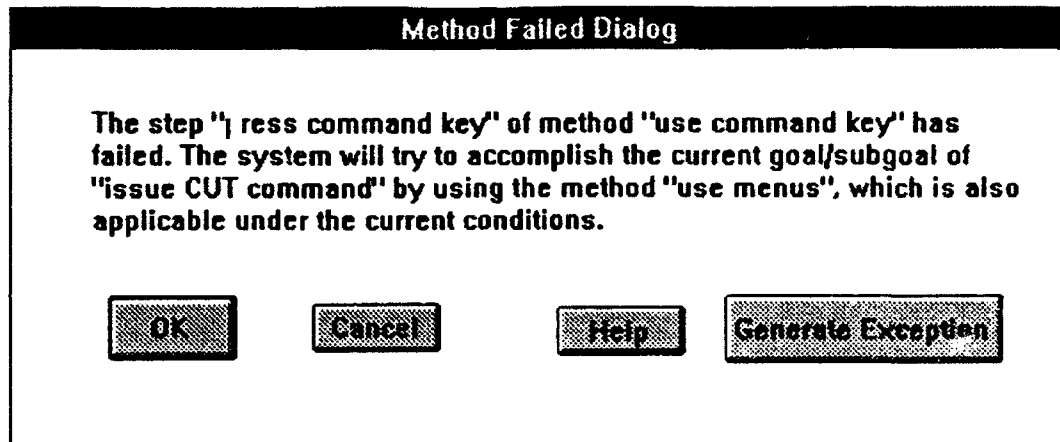 Method Failed Dialog
The step "ress command key" of method "use command key" has
failed. The system will try to accomplish the current goal/subgoal of
"issue CUT command" by using the method "use menus", which is also
applicable under the current conditions.
OK Cancel Help Generate Exception